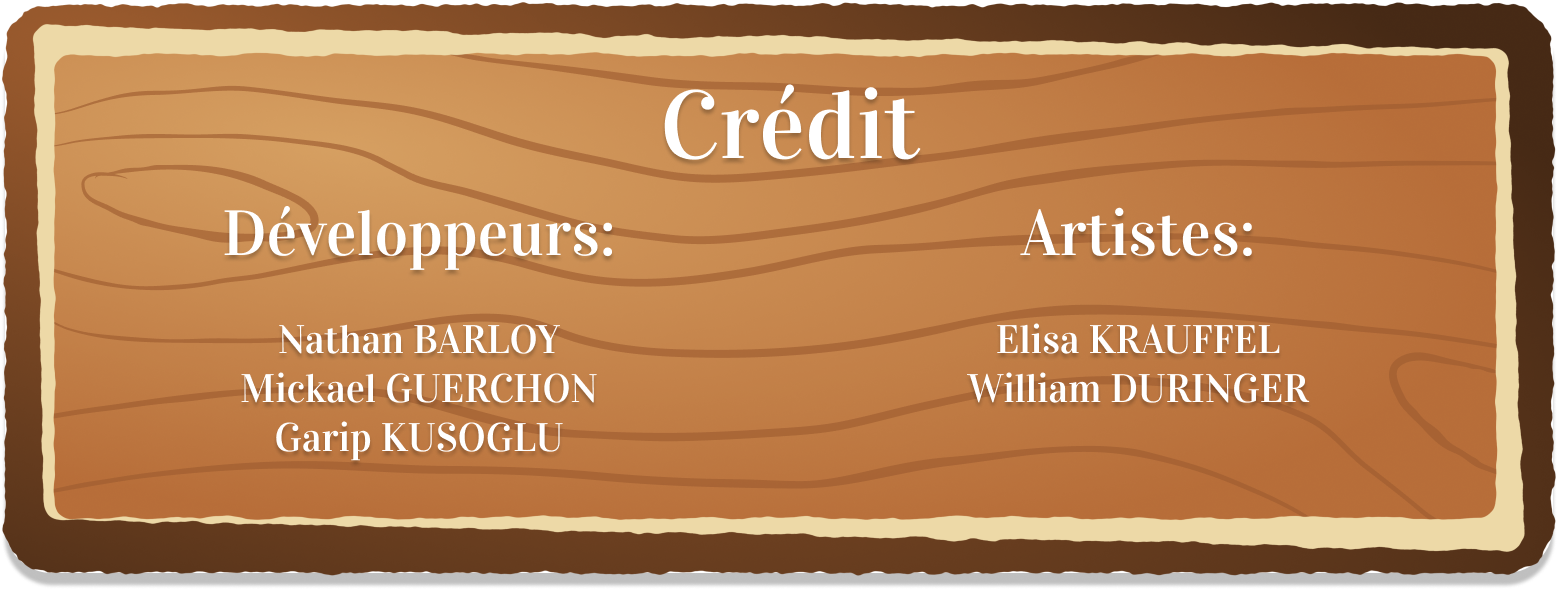 Crédit
Développeurs:
Nathan BARLOY
Mickael GUERCHON
Garip KUSOGLU
Artistes:
Elisa KRAUFFEL
William DURINGER